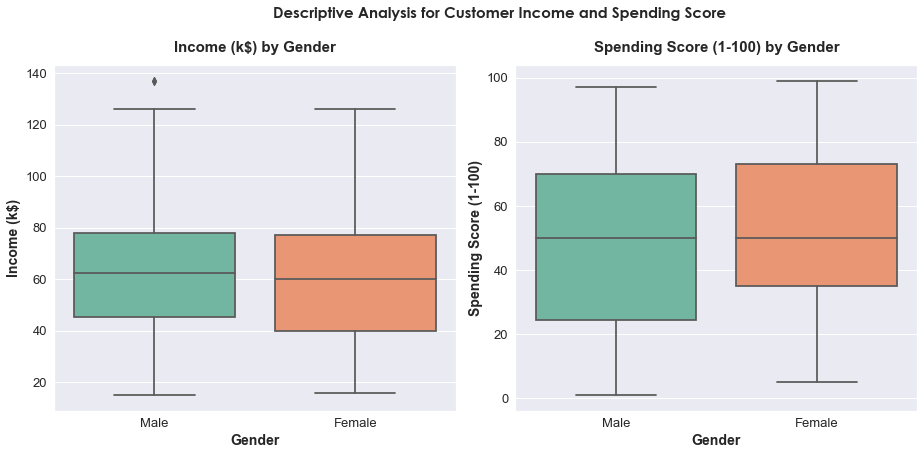 Descriptive Analysis for Customer Income and Spending Score
Income (k$) by Gender
140
120
100
80
60
40
20
Income (k$)
Male
Female
Gender
Spending Score (1-100) by Gender
100
80
60
40
20
0
Spending Score (1-100)
Male
Female
Gender